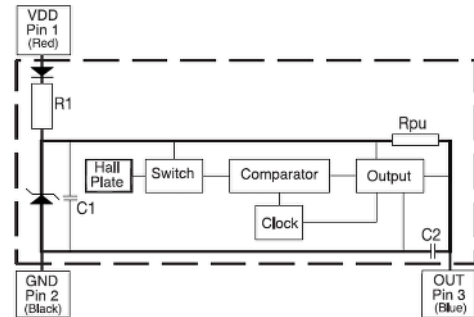 VDD
Pin 1
(Red)
R1
Rpu
Hall
Plate
Switch
Comparator
Output
C1
Clock
C2
GND
Pin 2
(Black)
OUT
Pin 3
(Blue)